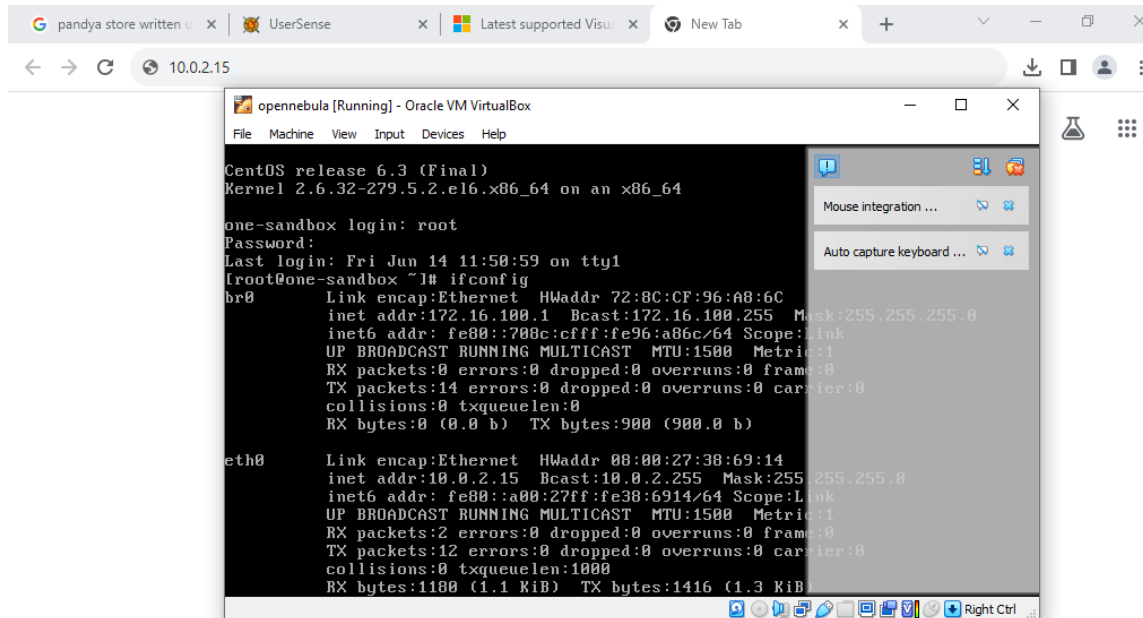 pandya store written u
UserSense
Latest supported Visua
New Tab
10.0.2.15
opennebula [Running] - Oracle VM VirtualBox
File Machine View Input Devices Help
CentOS release 6.3 (Final)
Kernel 2.6.32-279.5.2.el6.x86_64 on an x86_64
one-sandbox login: root
Password:
Last login: Fri Jun 14 11:50:59 on tty1
[root@one-sandbox ~]# ifconfig
br0 Link encap:Ethernet HWaddr 72:8C:CF:96:A8:6C
inet addr:172.16.100.1 Bcast:172.16.100.255 Mask:255.255.255.0
inet6 addr: fe80::708c:cfff:fe96:a86c/64 Scope:Link
UP BROADCAST RUNNING MULTICAST MTU:1500 Metric:1
RX packets:0 errors:0 dropped:0 overruns:0 frame:0
TX packets:14 errors:0 dropped:0 overruns:0 carrier:0
collisions:0 txqueuelen:0
RX bytes:0 (0.0 b) TX bytes:900 (900.0 b)
eth0 Link encap:Ethernet HWaddr 08:00:27:38:69:14
inet addr:10.0.2.15 Bcast:10.0.2.255 Mask:255.255.255.0
inet6 addr: fe80::a00:27ff:fe38:6914/64 Scope:Link
UP BROADCAST RUNNING MULTICAST MTU:1500 Metric:1
RX packets:2 errors:0 dropped:0 overruns:0 frame:0
TX packets:12 errors:0 dropped:0 overruns:0 carrier:0
collisions:0 txqueuelen:1000
RX bytes:1180 (1.1 KiB) TX bytes:1416 (1.3 KiB)
Mouse integration ...
Auto capture keyboard ...
Right Ctrl